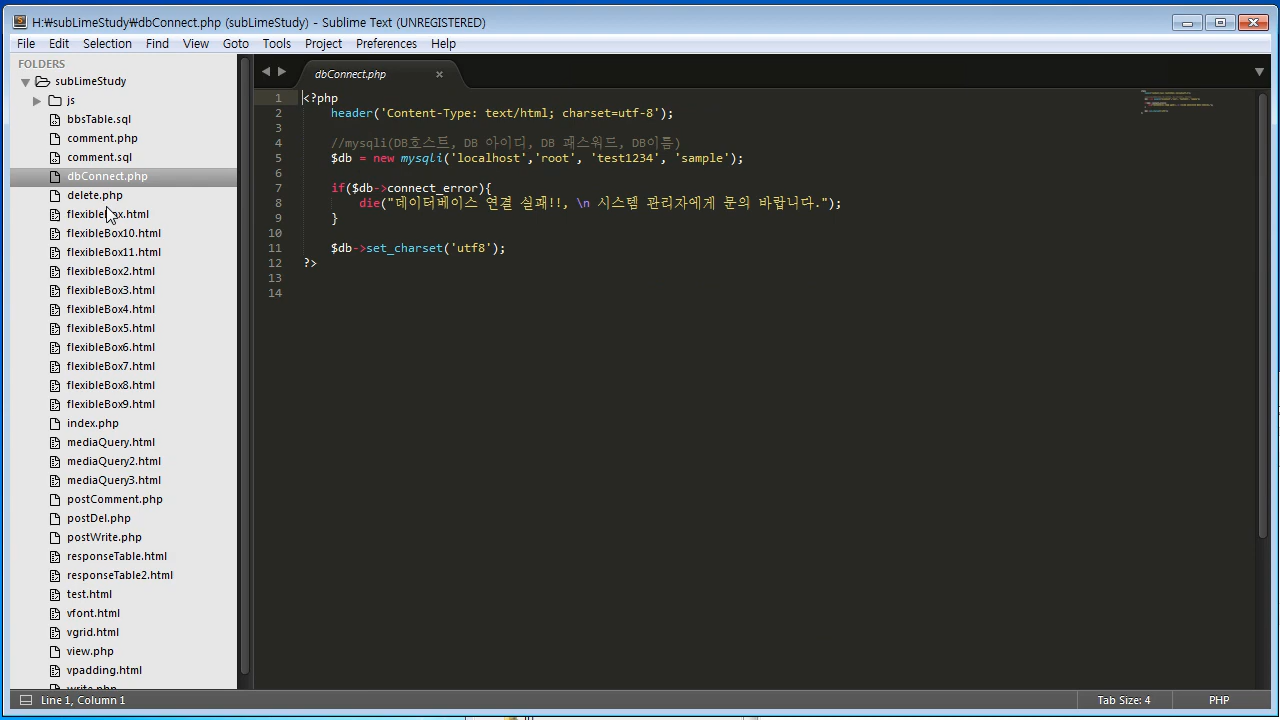 H:₩subLimeStudy₩dbConnect.php (subLimeStudy) - Sublime Text (UNREGISTERED)
File Edit Selection Find View Goto Tools Project Preferences Help
FOLDERS
subLimeStudy
js
bbsTable.sql
comment.php
comment.sql
dbConnect.php
delete.php
flexibleBox.html
flexibleBox10.html
flexibleBox11.html
flexibleBox2.html
flexibleBox3.html
flexibleBox4.html
flexibleBox5.html
flexibleBox6.html
flexibleBox7.html
flexibleBox8.html
flexibleBox9.html
index.php
mediaQuery.html
mediaQuery2.html
mediaQuery3.html
postComment.php
postDel.php
postWrite.php
responseTable.html
responseTable2.html
test.html
vfont.html
vgrid.html
view.php
vpadding.html
write.php
dbConnect.php
1 <?php
2 header('Content-Type: text/html; charset=utf-8');
3
4 //mysqli(DB호스트, DB 아이디, DB 패스워드, DB이름)
5 $db = new mysqli('localhost','root', 'test1234', 'sample');
6
7 if($db->connect_error){
8 die("데이터베이스 연결 실패!!, \n 시스템 관리자에게 문의 바랍니다.");
9 }
10
11 $db->set_charset('utf8');
12 ?>
13
14
Line 1, Column 1
Tab Size: 4
PHP